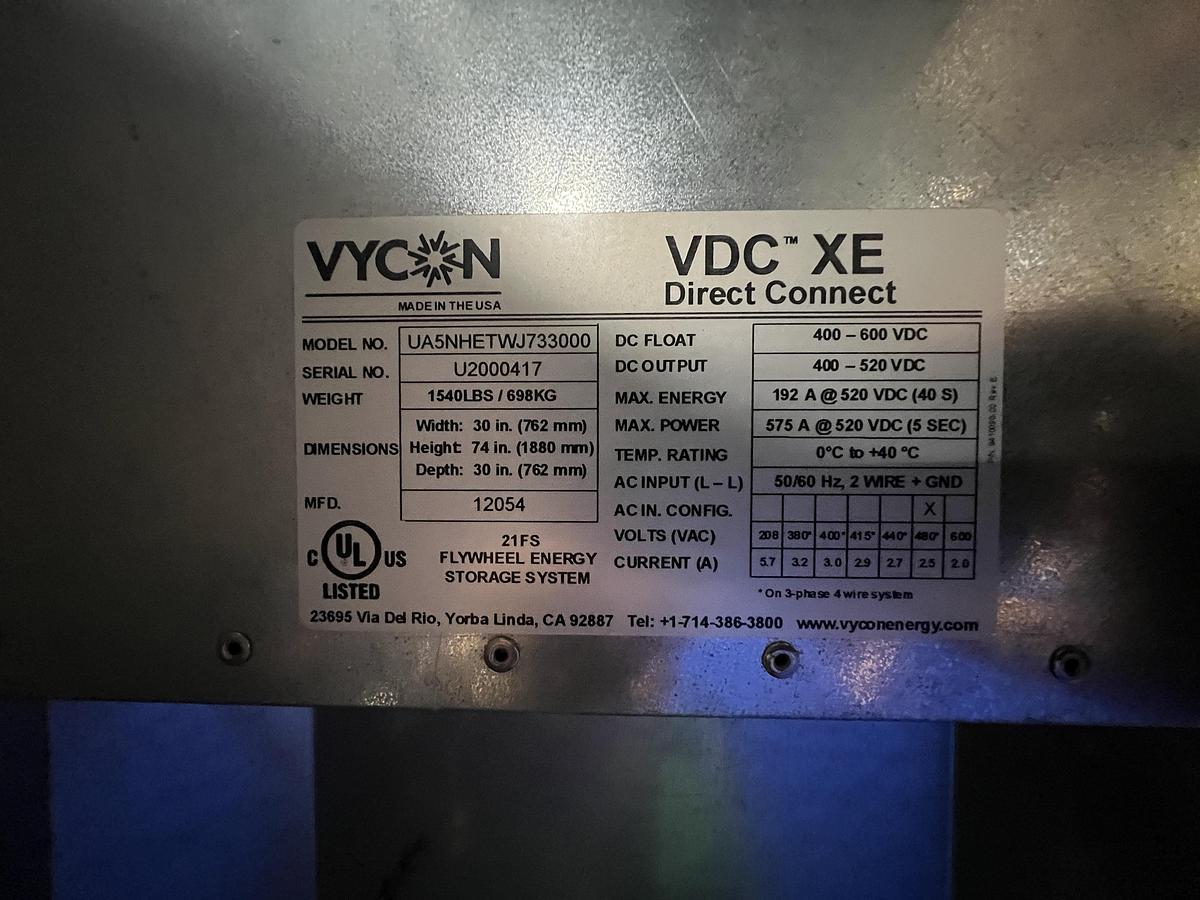 VYCON
MADE IN THE USA
VDC™ XE
Direct Connect
MODEL NO. UA5NHETWJ733000
SERIAL NO. U2000417
WEIGHT 1540LBS / 698KG
DIMENSIONS
Width: 30 in. (762 mm)
Height: 74 in. (1880 mm)
Depth: 30 in. (762 mm)
MFD. 12054
C UL US
LISTED
21FS
FLYWHEEL ENERGY
STORAGE SYSTEM
DC FLOAT 400 – 600 VDC
DC OUTPUT 400 – 520 VDC
MAX. ENERGY 192 A @ 520 VDC (40 S)
MAX. POWER 575 A @ 520 VDC (5 SEC)
TEMP. RATING 0°C to +40 °C
AC INPUT (L – L) 50/60 Hz, 2 WIRE + GND
AC IN. CONFIG. X
VOLTS (VAC) 208 380* 400* 415* 440* 480* 600
CURRENT (A) 5.7 3.2 3.0 2.9 2.7 2.5 2.0
* On 3-phase 4 wire system
23695 Via Del Rio, Yorba Linda, CA 92887 Tel: +1-714-386-3800 www.vyconenergy.com